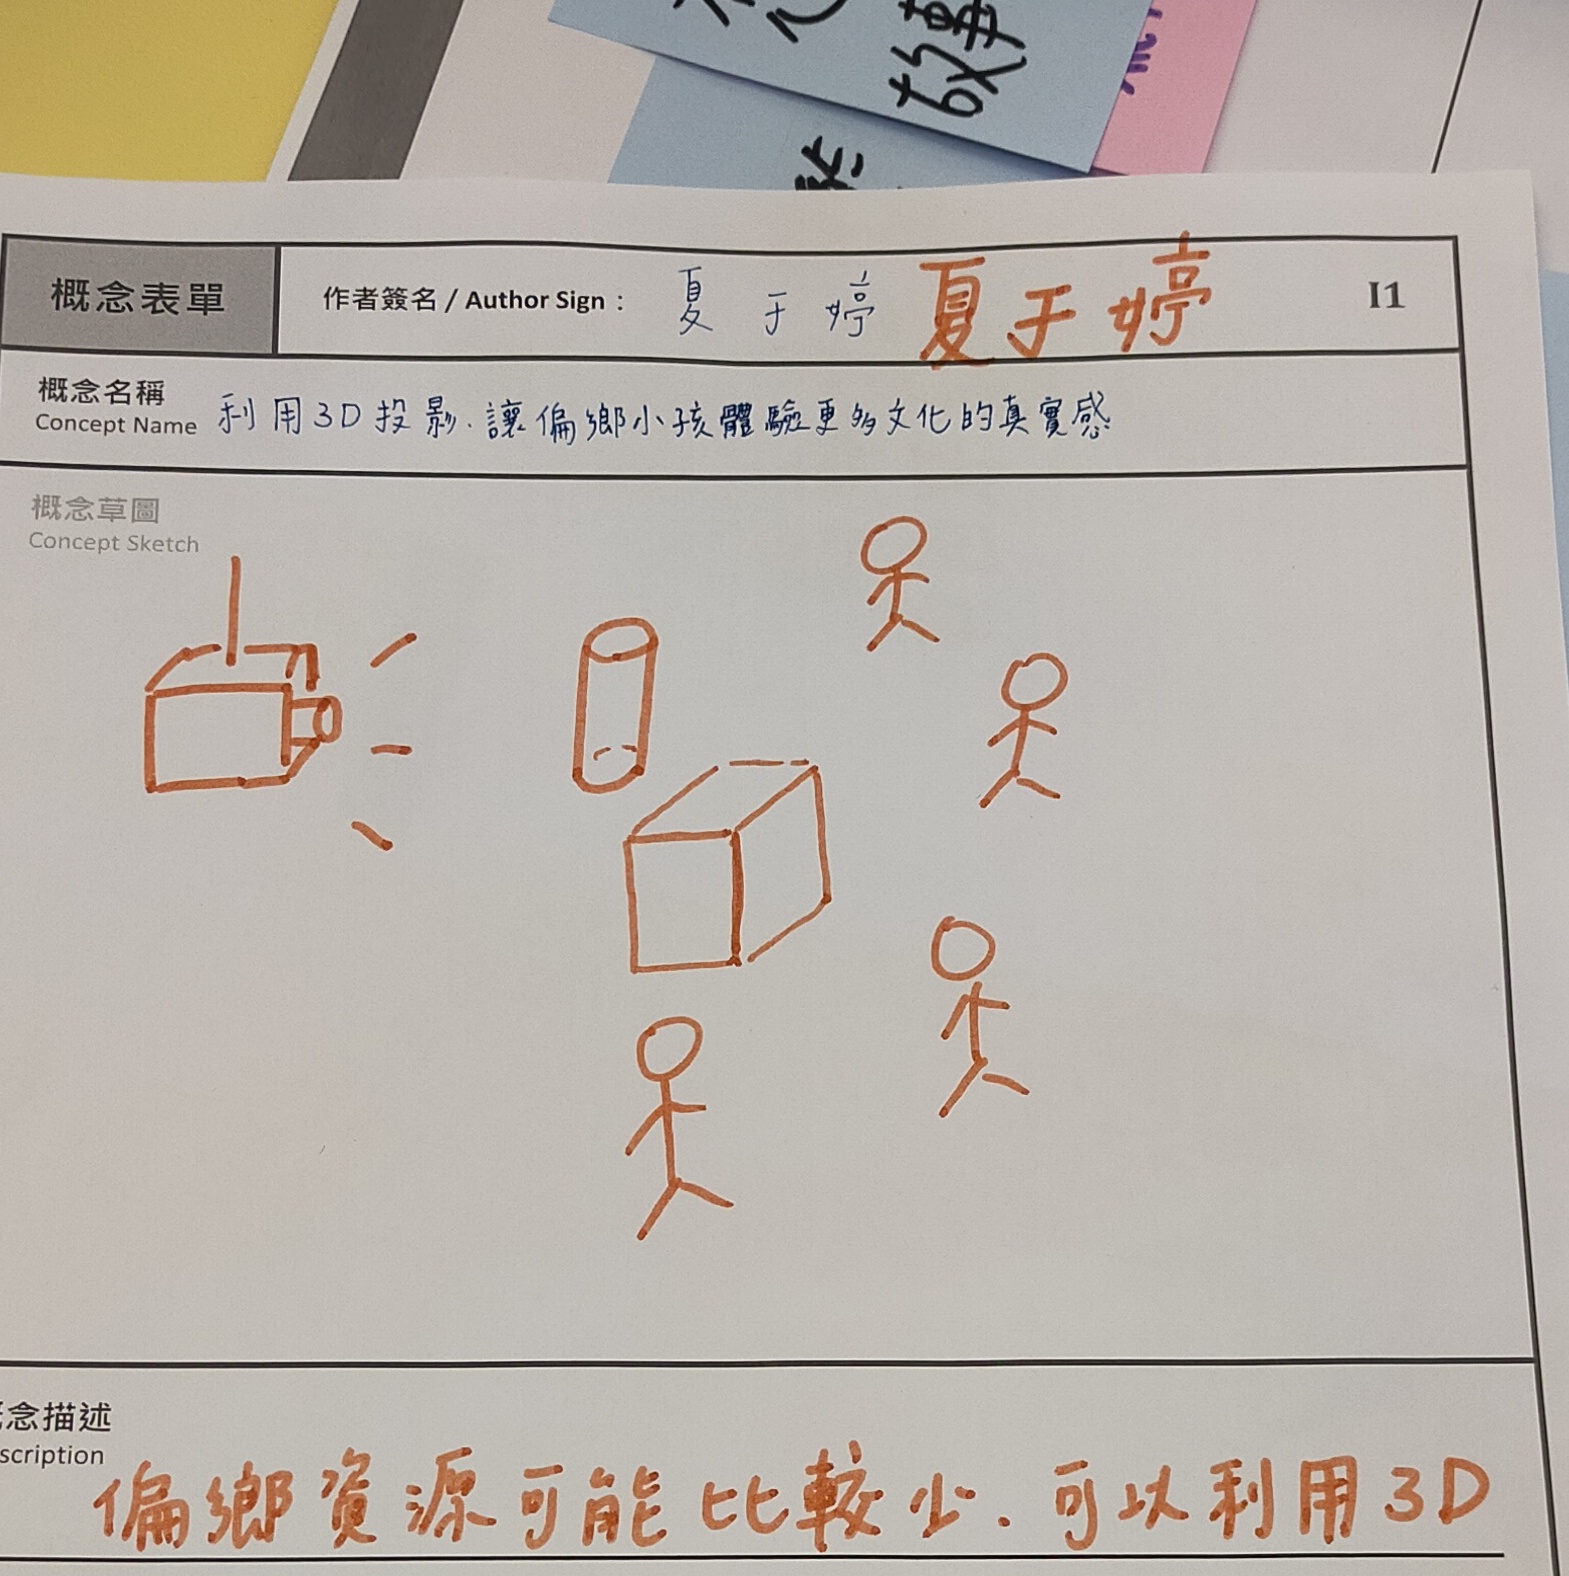 故事
概念表單
作者簽名 / Author Sign : 夏于婷 夏于婷 I1
概念名稱
Concept Name 利用3D投影.讓偏鄉小孩體驗更多文化的真實感
概念草圖
Concept Sketch
念描述
scription
偏鄉資源可能比較少.可以利用3D